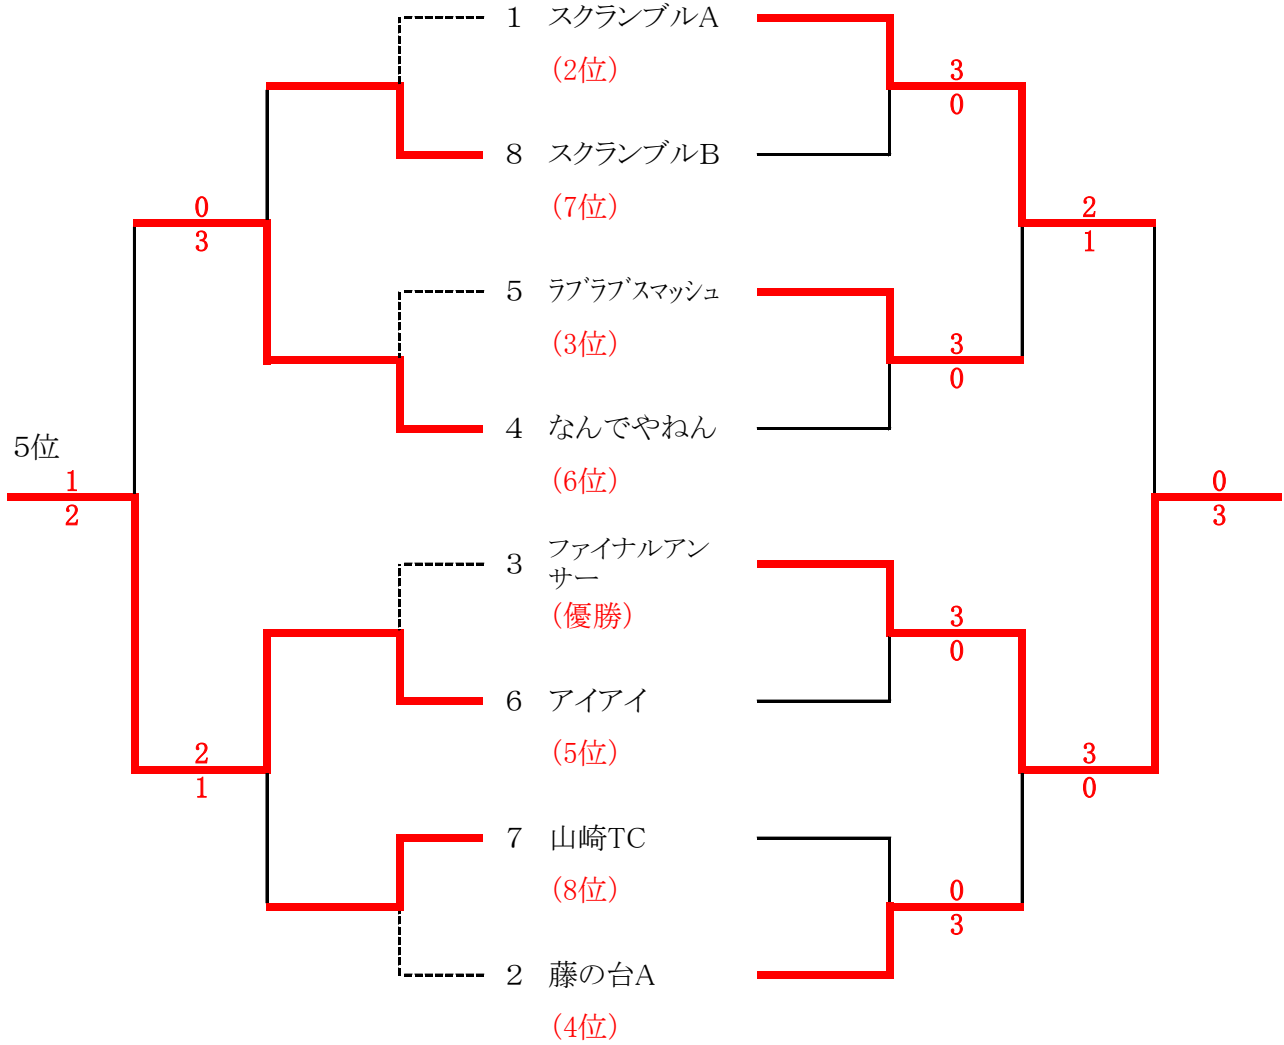 1 スクランブルA
(2位)
3
0
8 スクランブルB
(7位)
0
3
2
1
5 ラブラブスマッシュ
(3位)
3
0
4 なんでやねん
(6位)
5位
1
2
0
3
3 ファイナルアン
サー
(優勝)
3
0
6 アイアイ
(5位)
2
1
3
0
7 山崎TC
(8位)
0
3
2 藤の台A
(4位)